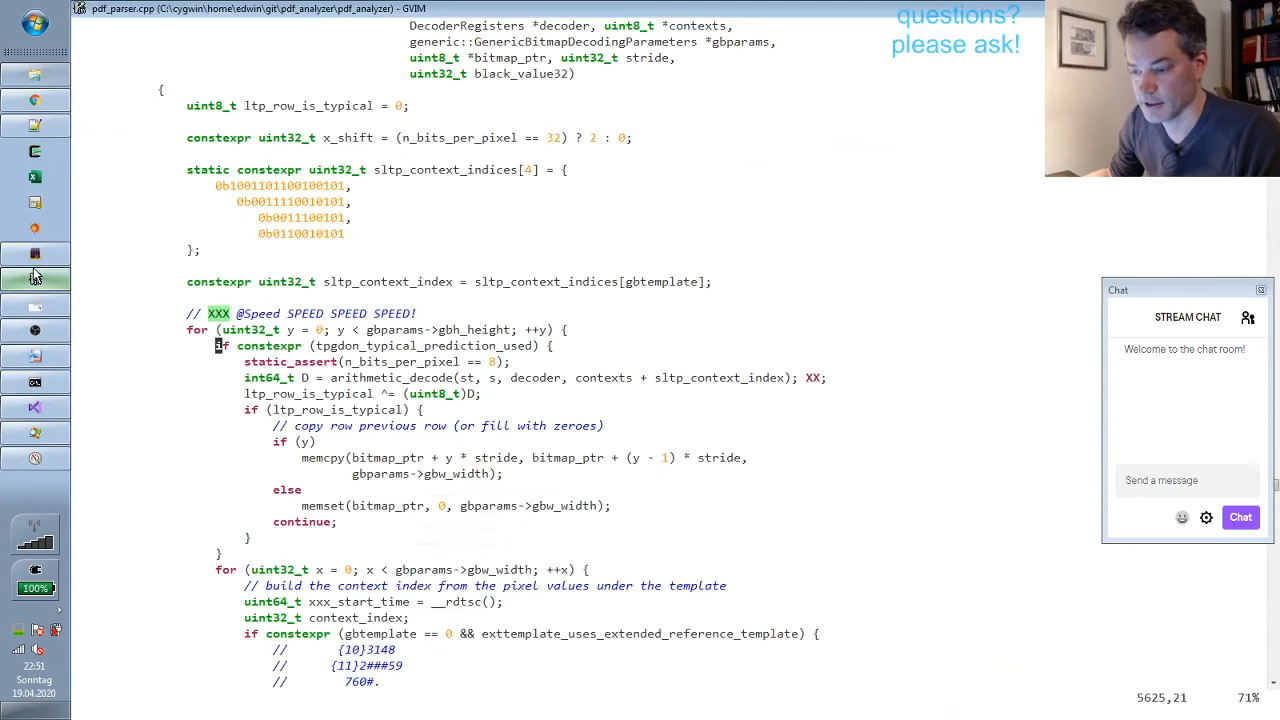 pdf_parser.cpp (C:\cygwin\home\edwin\git\pdf_analyzer\pdf_analyzer) - GVIM
DecoderRegisters *decoder, uint8_t *contexts,
generic::GenericBitmapDecodingParameters *gbparams,
uint8_t *bitmap_ptr, uint32_t stride,
uint32_t black_value32)
{
uint8_t ltp_row_is_typical = 0;
constexpr uint32_t x_shift = (n_bits_per_pixel == 32) ? 2 : 0;
static constexpr uint32_t sltp_context_indices[4] = {
0b1001101100100101,
0b0011110010101,
0b0011100101,
0b0110010101
};
constexpr uint32_t sltp_context_index = sltp_context_indices[gbtemplate];
// XXX @Speed SPEED SPEED SPEED!
for (uint32_t y = 0; y < gbparams->gbh_height; ++y) {
if constexpr (tpgdon_typical_prediction_used) {
static_assert(n_bits_per_pixel == 8);
int64_t D = arithmetic_decode(st, s, decoder, contexts + sltp_context_index); XX;
ltp_row_is_typical ^= (uint8_t)D;
if (ltp_row_is_typical) {
// copy row previous row (or fill with zeroes)
if (y)
memcpy(bitmap_ptr + y * stride, bitmap_ptr + (y - 1) * stride,
gbparams->gbw_width);
else
memset(bitmap_ptr, 0, gbparams->gbw_width);
continue;
}
}
for (uint32_t x = 0; x < gbparams->gbw_width; ++x) {
// build the context index from the pixel values under the template
uint64_t xxx_start_time = __rdtsc();
uint32_t context_index;
if constexpr (gbtemplate == 0 && exttemplate_uses_extended_reference_template) {
// {10}3148
// {11}2###59
// 760#.
5625,21 71%
questions?
please ask!
Chat
STREAM CHAT
Welcome to the chat room!
Send a message
Chat
100%
22:51
Sonntag
19.04.2020